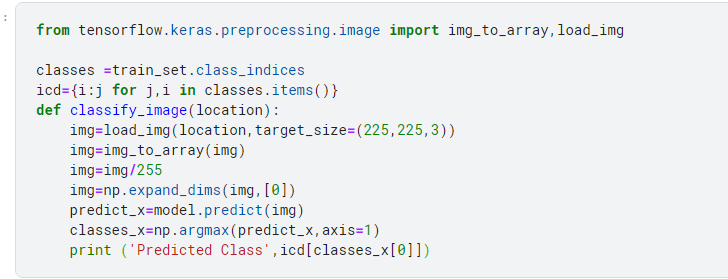 :
from tensorflow.keras.preprocessing.image import img_to_array,load_img
classes =train_set.class_indices
icd={i:j for j,i in classes.items()}
def classify_image(location):
    img=load_img(location,target_size=(225,225,3))
    img=img_to_array(img)
    img=img/255
    img=np.expand_dims(img,[0])
    predict_x=model.predict(img)
    classes_x=np.argmax(predict_x,axis=1)
    print ('Predicted Class',icd[classes_x[0]])